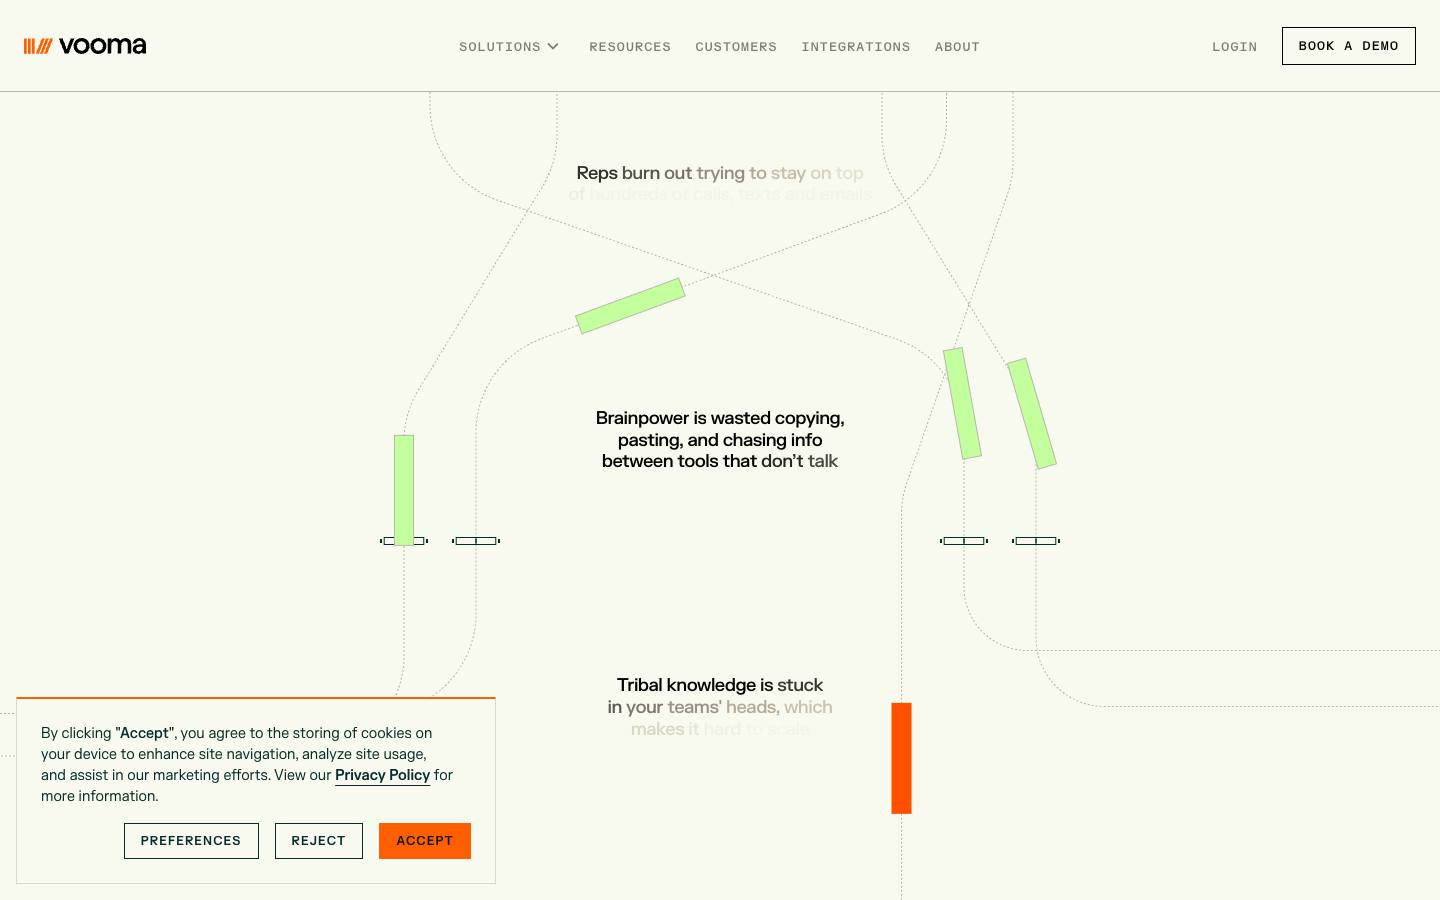 vooma
SOLUTIONS
RESOURCES
CUSTOMERS
INTEGRATIONS
ABOUT
LOGIN
BOOK A DEMO
Reps burn out trying to stay on top
of hundreds of calls, texts and emails
Brainpower is wasted copying,
pasting, and chasing info
between tools that don’t talk
Tribal knowledge is stuck
in your teams' heads, which
makes it hard to scale
By clicking "Accept", you agree to the storing of cookies on
your device to enhance site navigation, analyze site usage,
and assist in our marketing efforts. View our Privacy Policy for
more information.
PREFERENCES
REJECT
ACCEPT